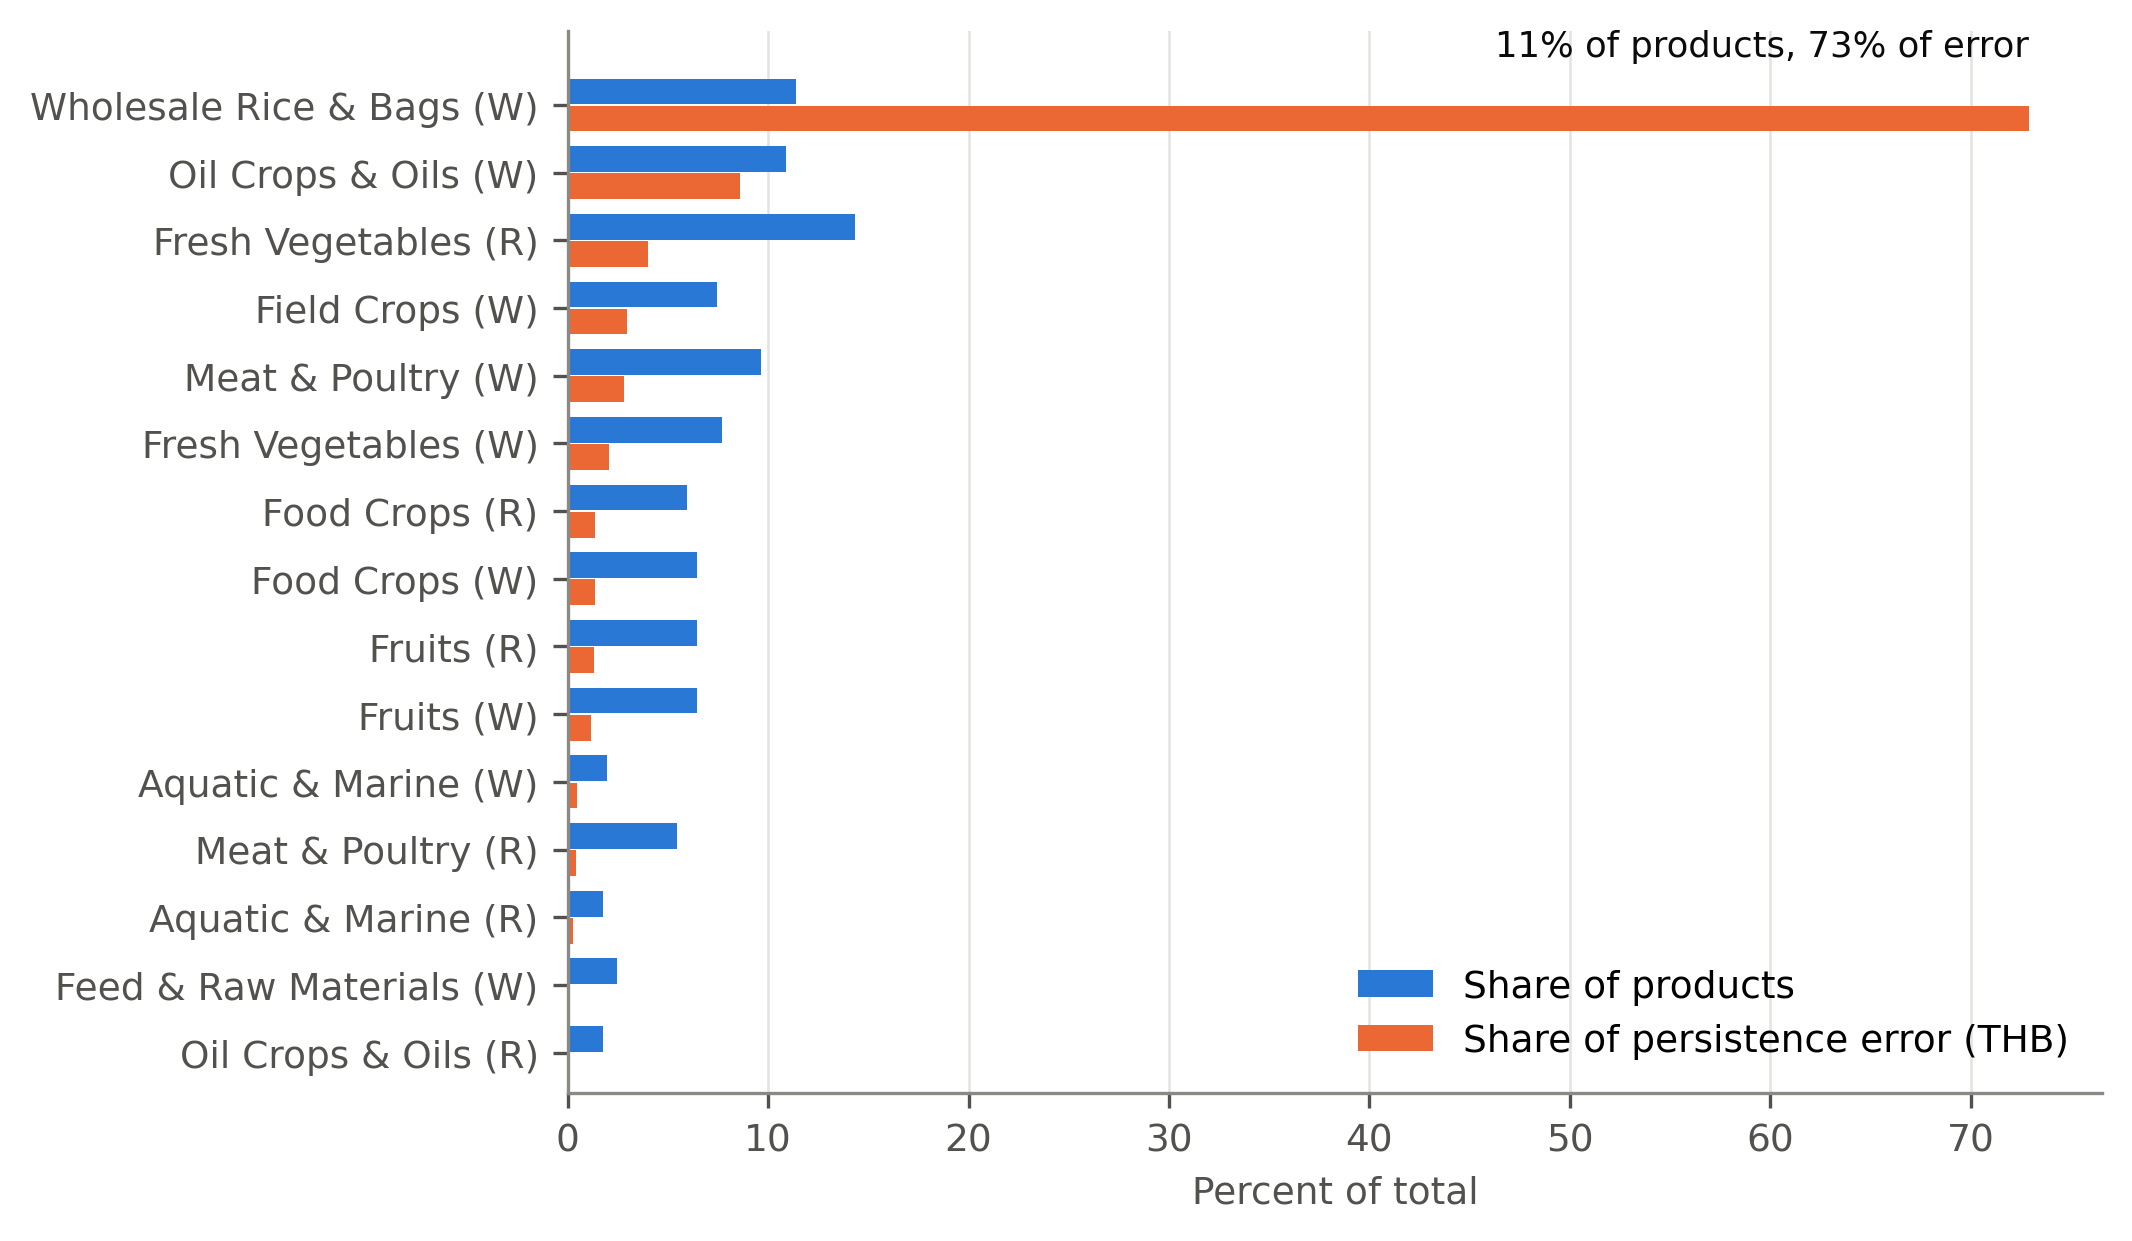 11% of products, 73% of error
Wholesale Rice & Bags (W)
Oil Crops & Oils (W)
Fresh Vegetables (R)
Field Crops (W)
Meat & Poultry (W)
Fresh Vegetables (W)
Food Crops (R)
Food Crops (W)
Fruits (R)
Fruits (W)
Aquatic & Marine (W)
Meat & Poultry (R)
Aquatic & Marine (R)
Feed & Raw Materials (W)
Oil Crops & Oils (R)
Share of products
Share of persistence error (THB)
0 10 20 30 40 50 60 70
Percent of total